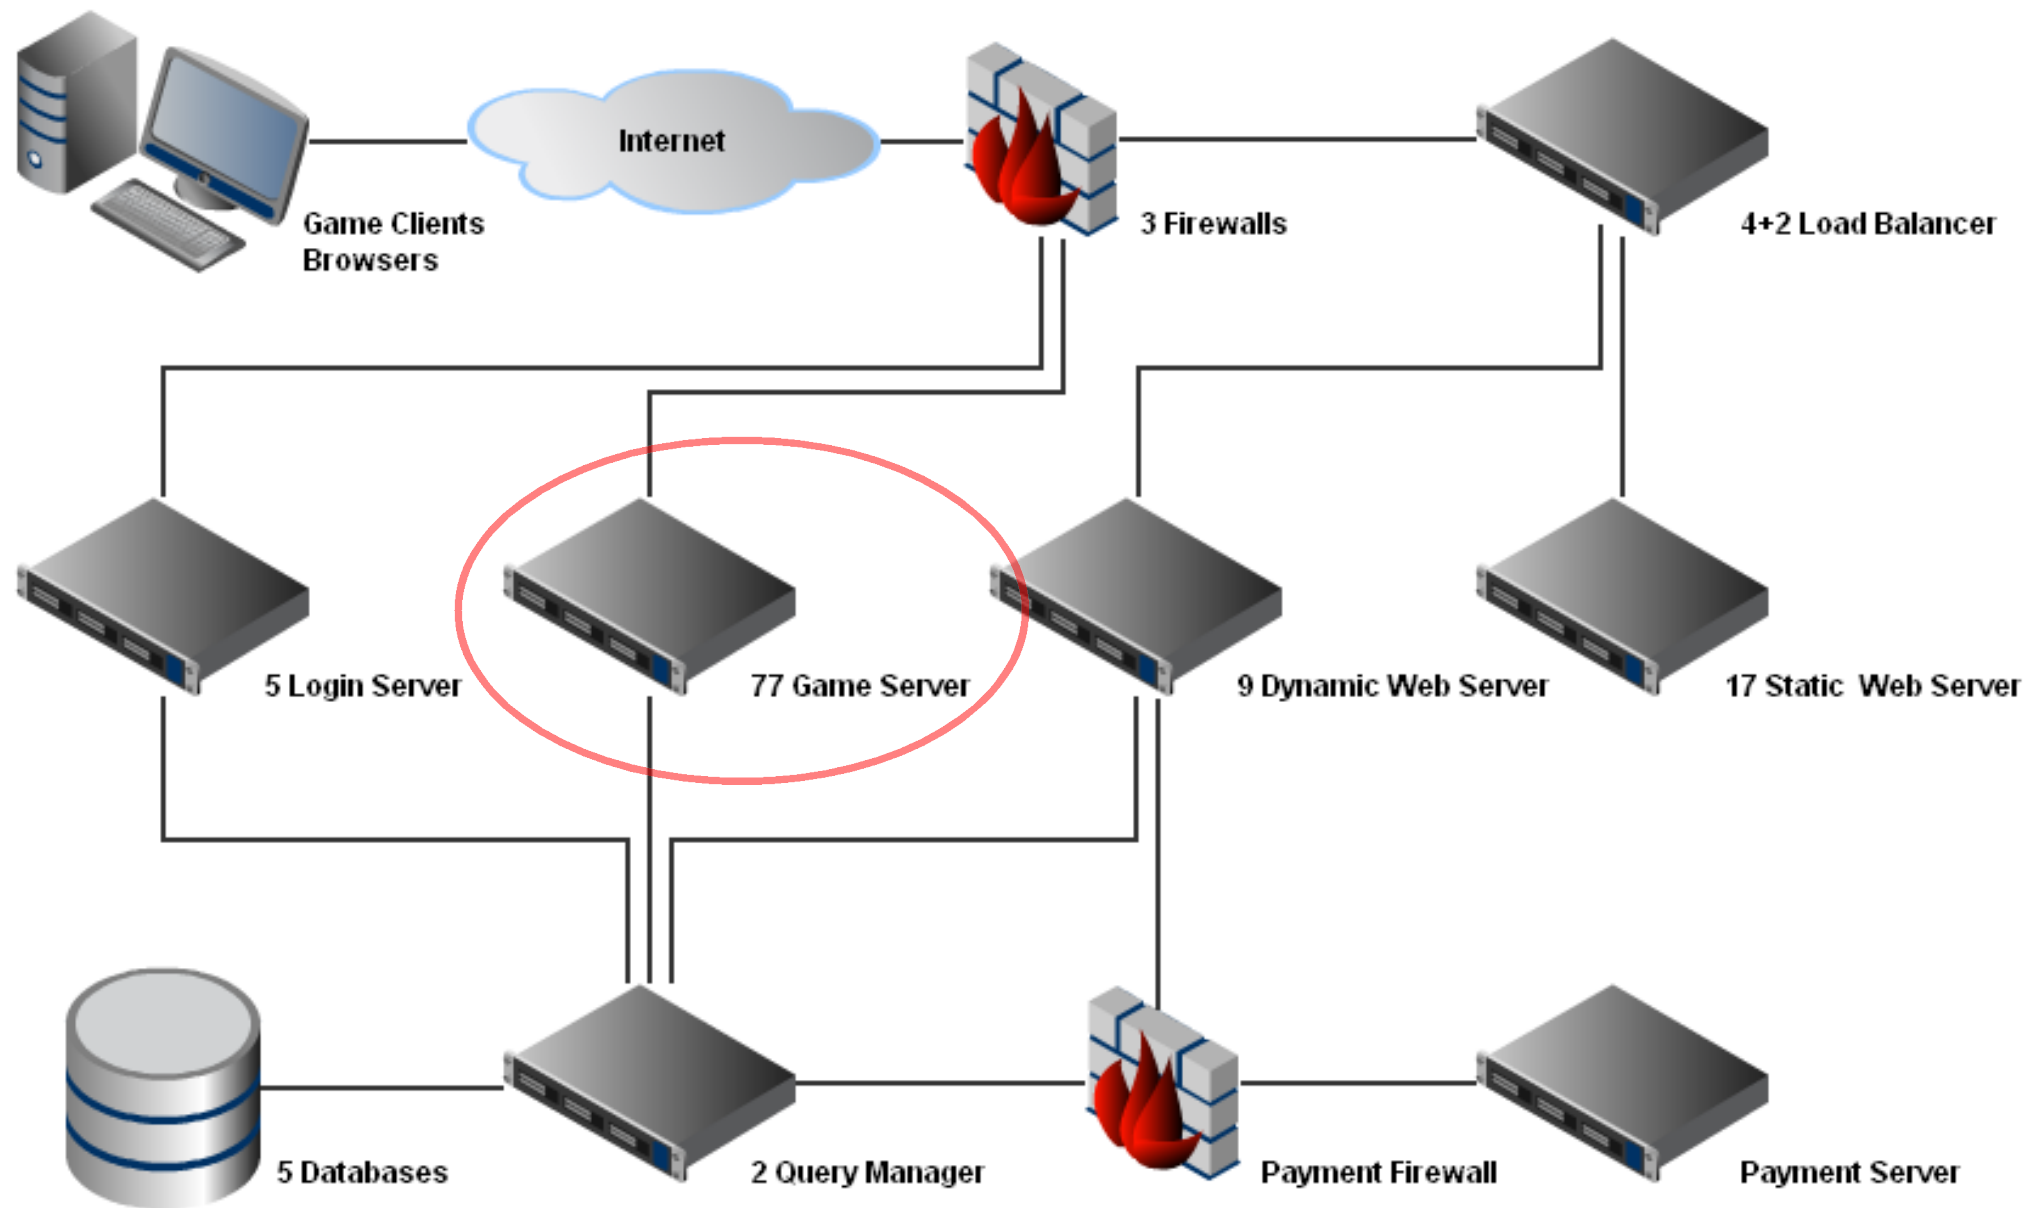 Internet
Game Clients
Browsers
3 Firewalls
4+2 Load Balancer
5 Login Server
77 Game Server
9 Dynamic Web Server
17 Static Web Server
5 Databases
2 Query Manager
Payment Firewall
Payment Server